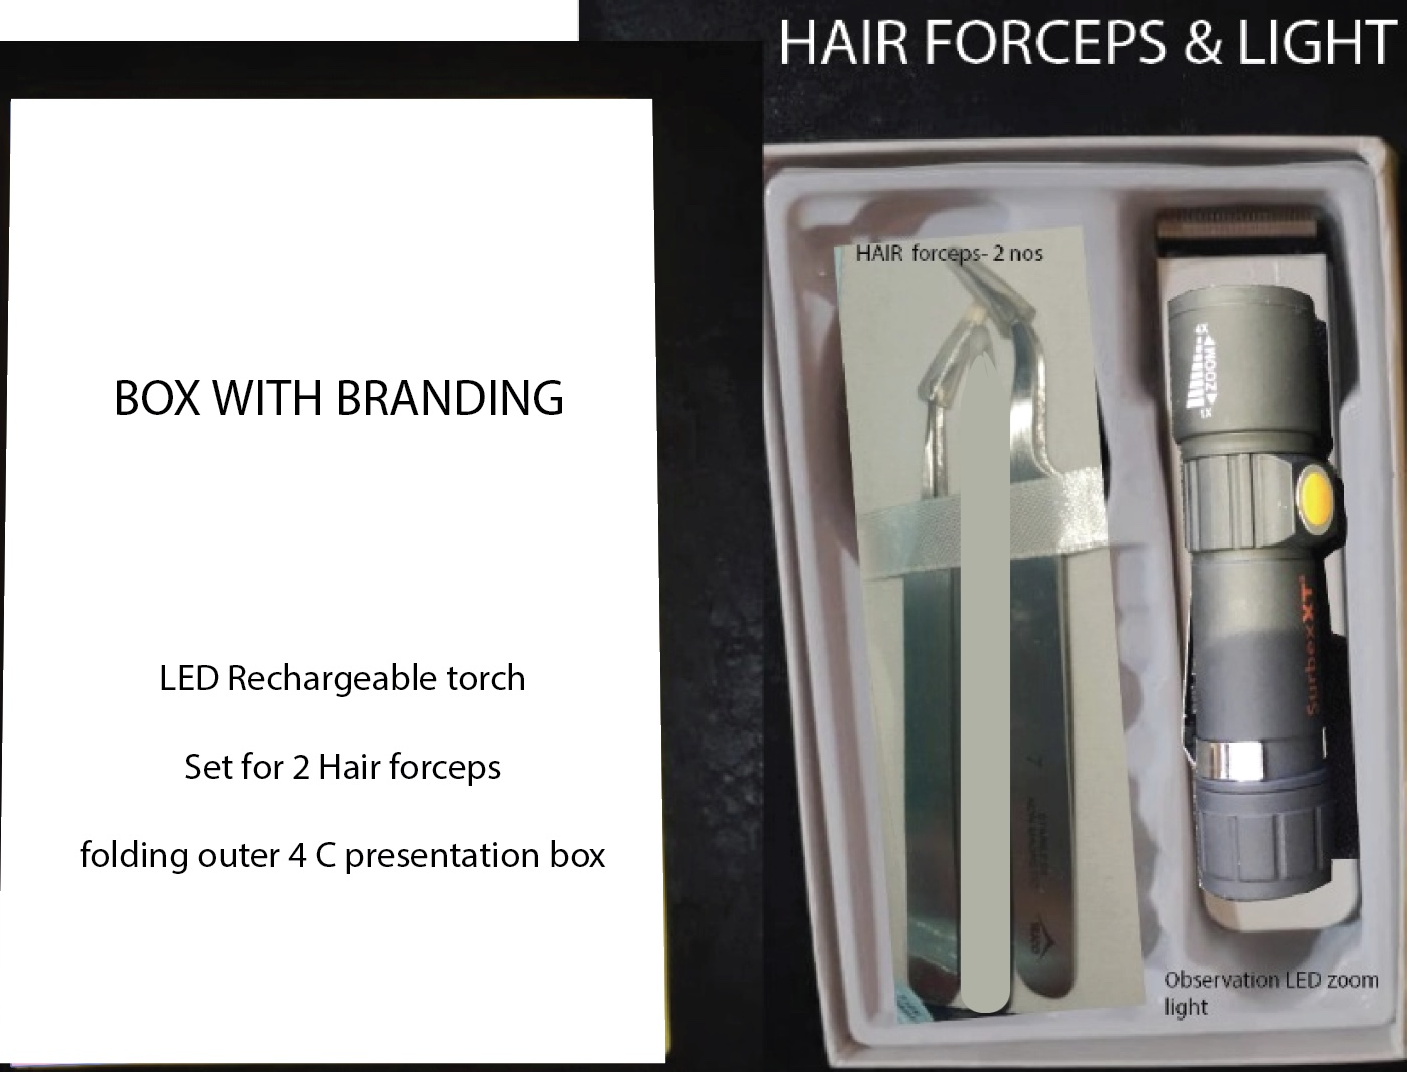 HAIR FORCEPS & LIGHT
BOX WITH BRANDING
LED Rechargeable torch
Set for 2 Hair forceps
folding outer 4 C presentation box
HAIR forceps- 2 nos
4X
ZOOM
1X
SurbexXT
7
Observation LED zoom
light